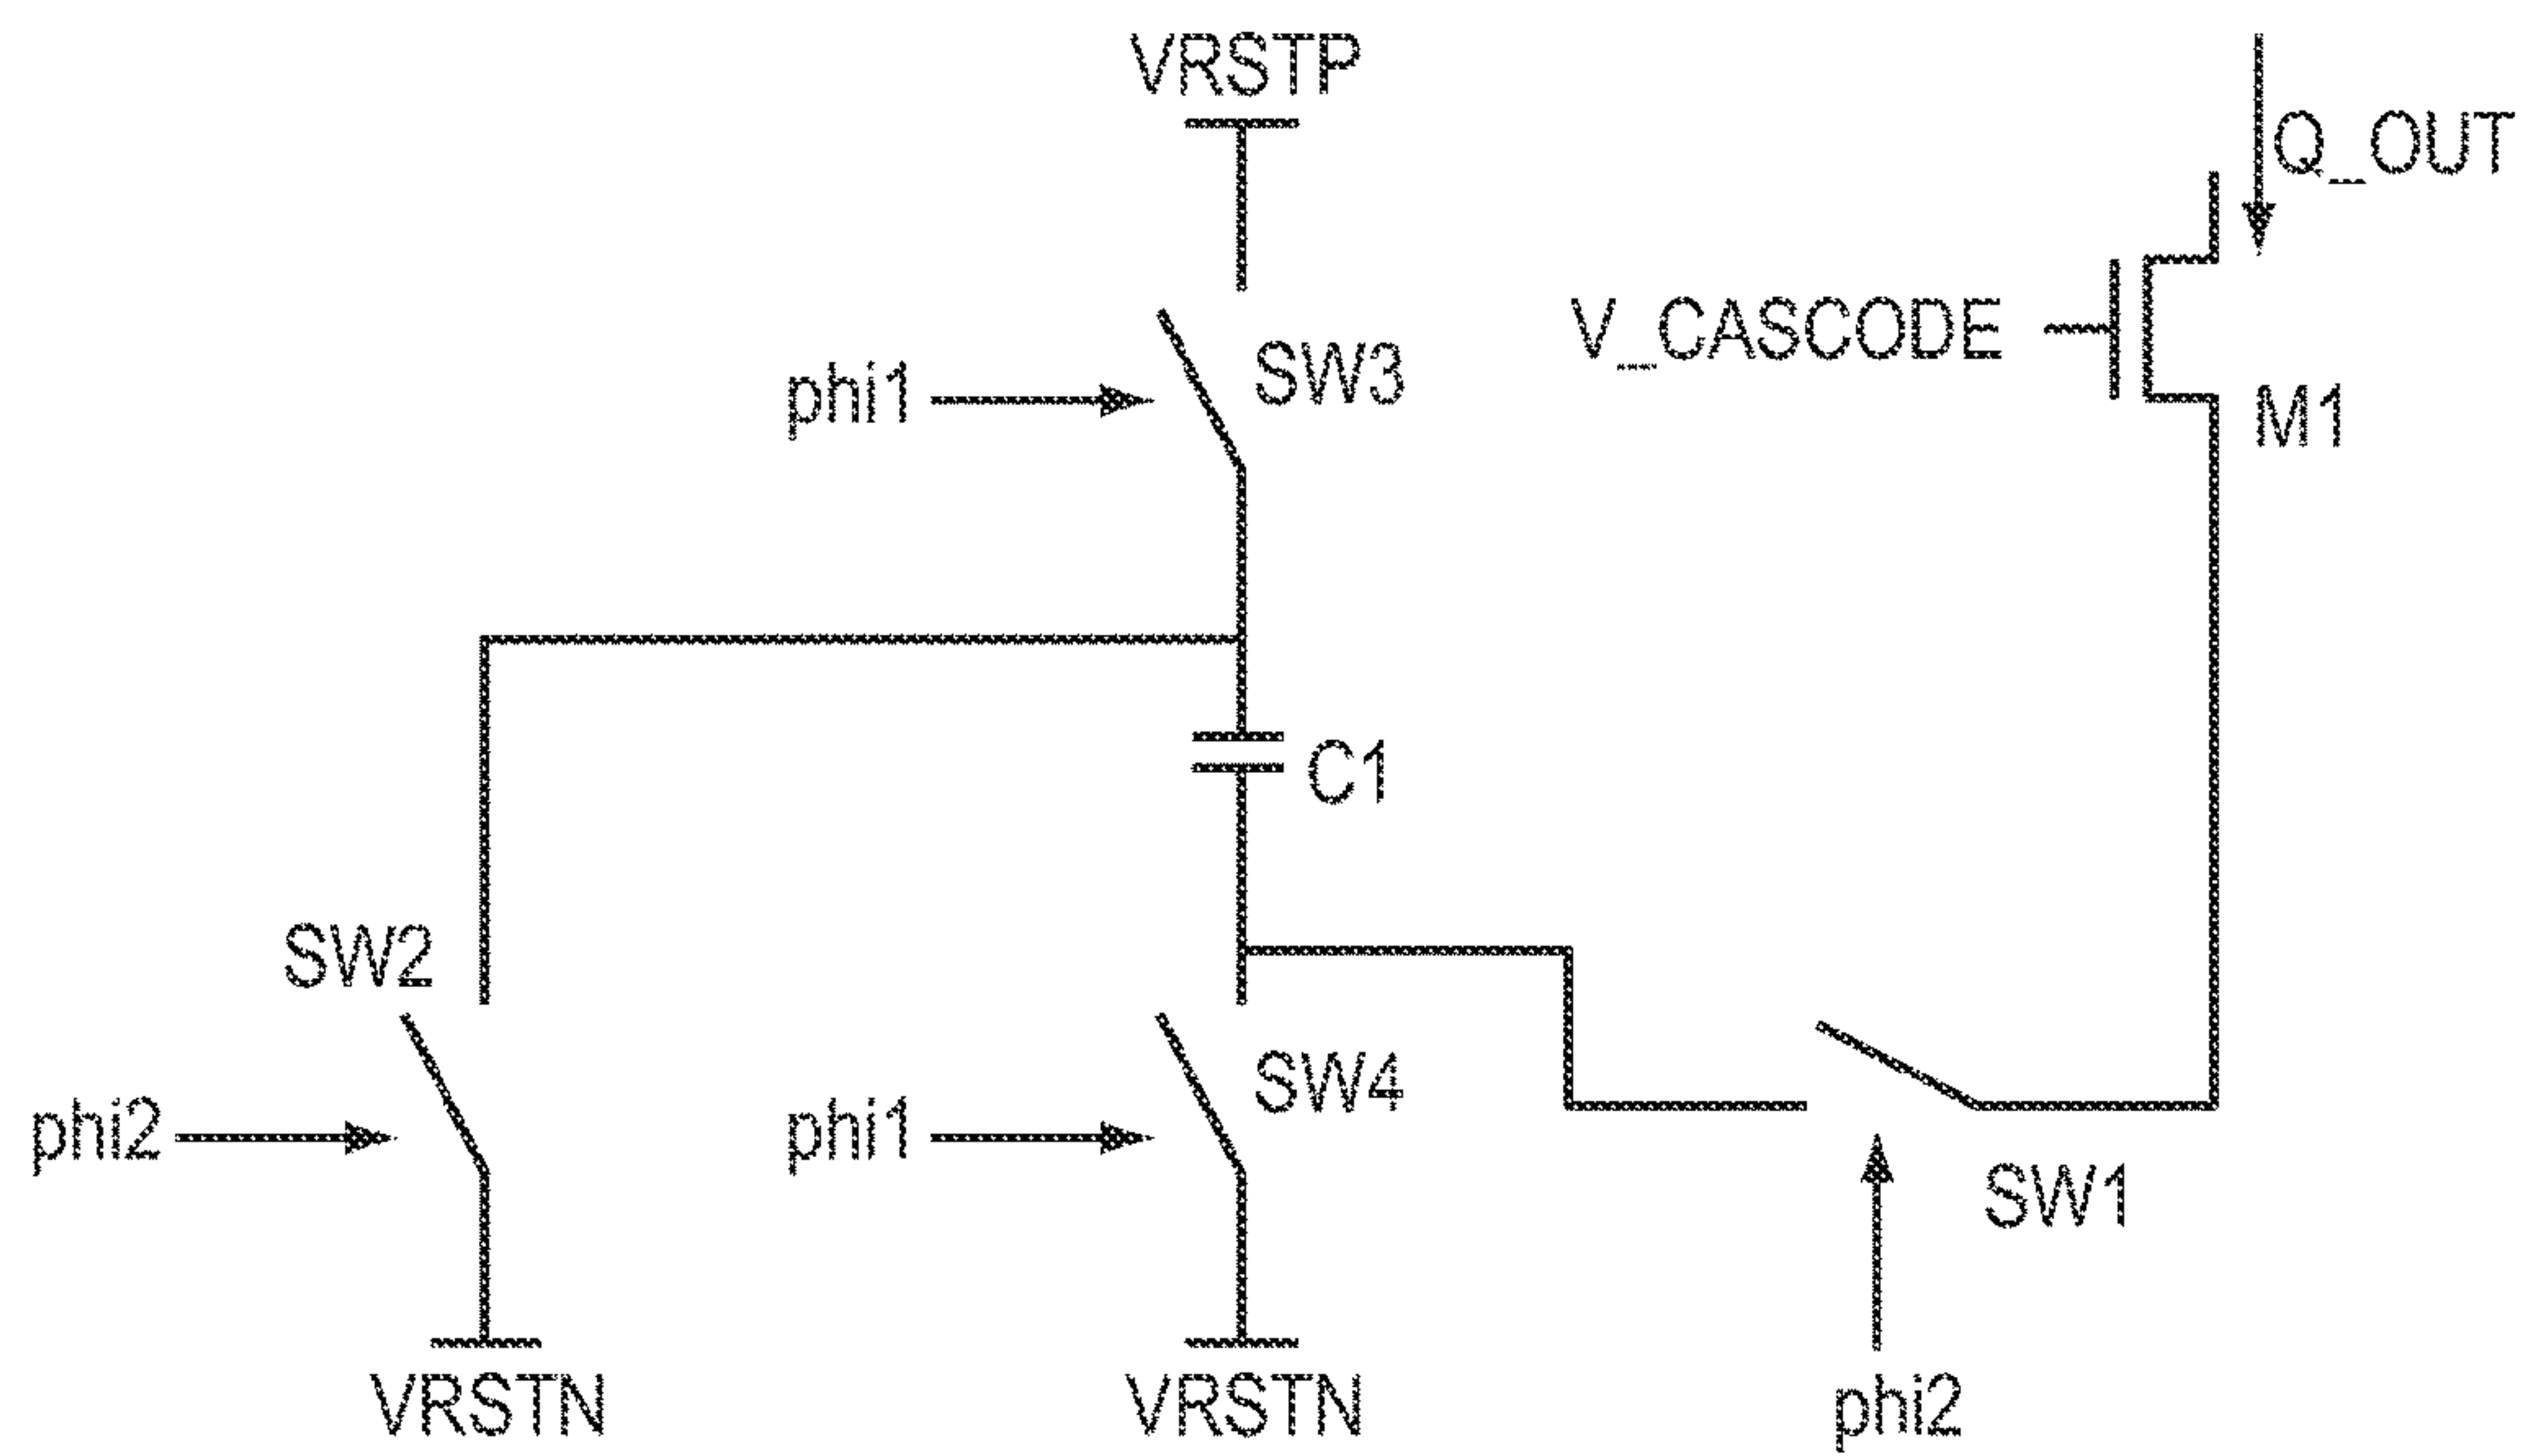 VRSTP
Q_OUT
V_CASCODE
SW3
phi1
M1
C1
SW2
SW4
phi2
phi1
SW1
VRSTN
VRSTN
phi2